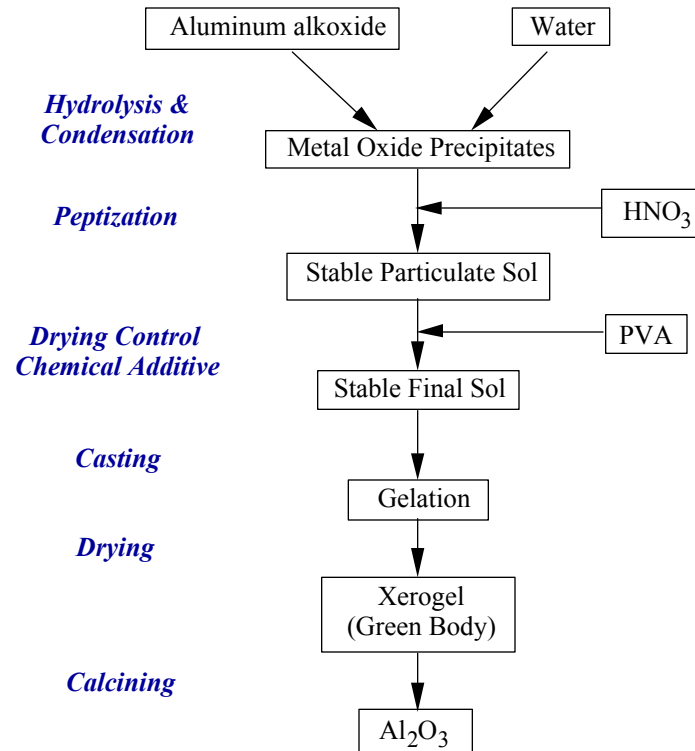 Aluminum alkoxide
Water
Hydrolysis &
Condensation
Metal Oxide Precipitates
Peptization
HNO₃
Stable Particulate Sol
Drying Control
Chemical Additive
PVA
Stable Final Sol
Casting
Gelation
Drying
Xerogel
(Green Body)
Calcining
Al₂O₃